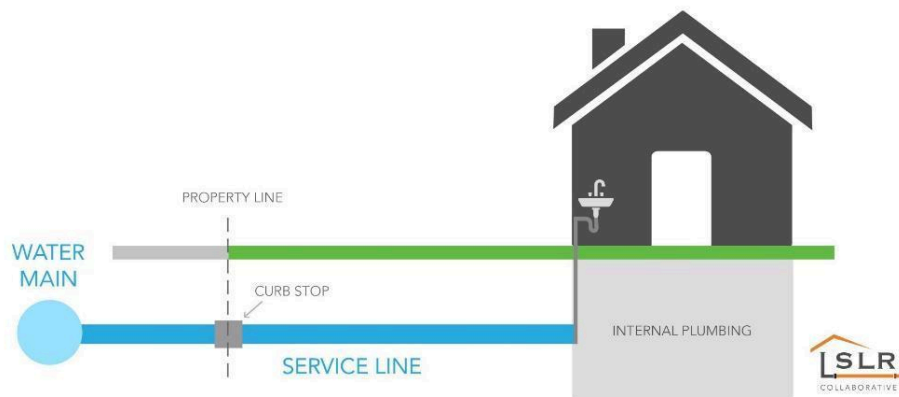 PROPERTY LINE
WATER
MAIN
CURB STOP
SERVICE LINE
INTERNAL PLUMBING
LSLR
COLLABORATIVE